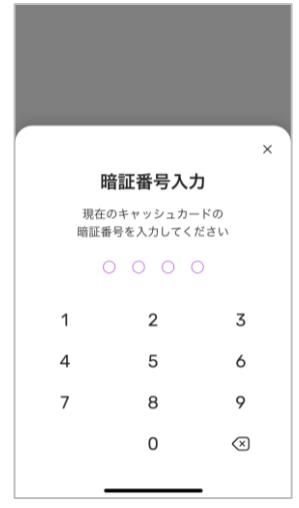 ×
暗証番号入力
現在のキャッシュカードの
暗証番号を入力してください
1 2 3
4 5 6
7 8 9
0